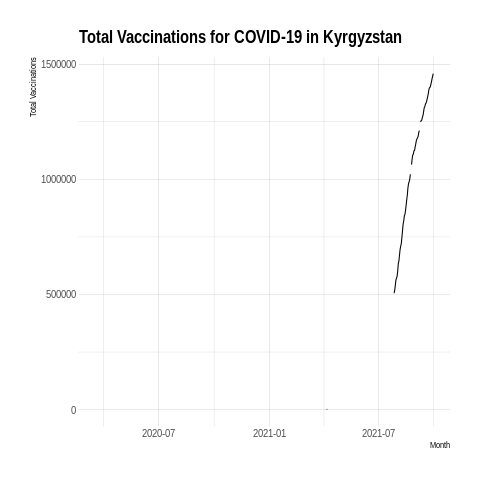 Total Vaccinations for COVID-19 in Kyrgyzstan
Total Vaccinations
1500000
1000000
500000
0
2020-07 2021-01 2021-07
Month